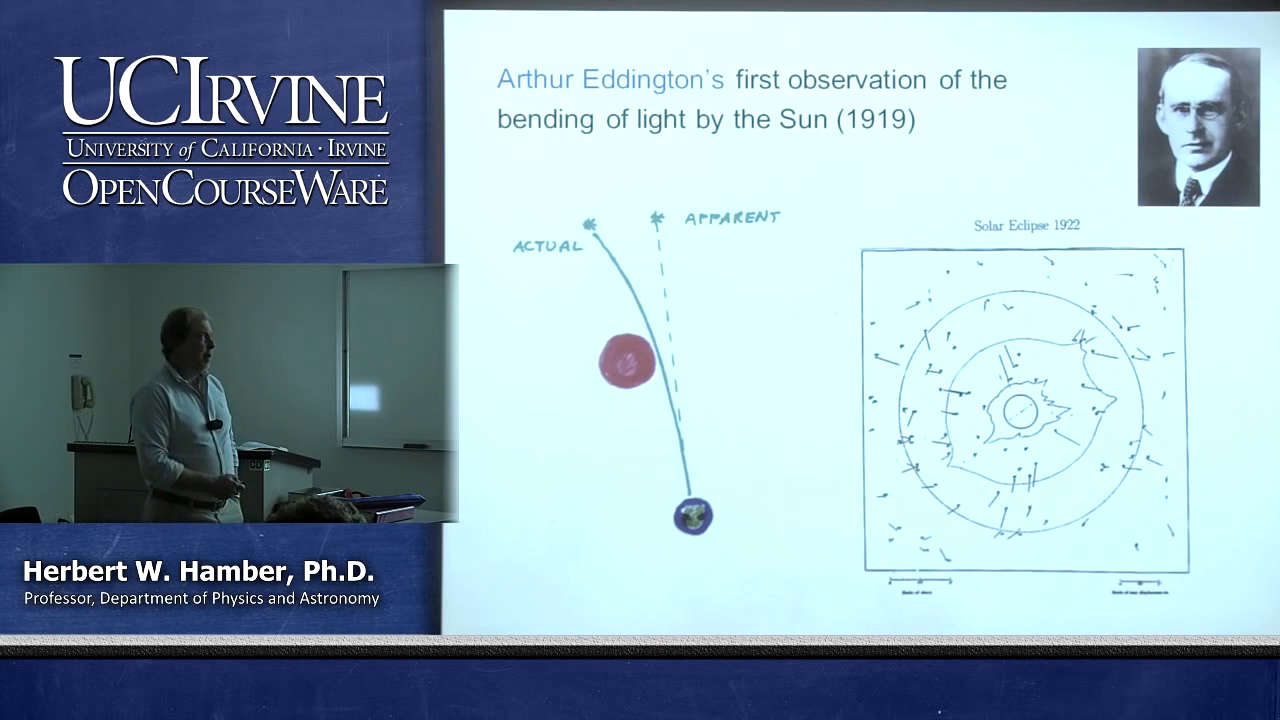 UCIRVINE
UNIVERSITY of CALIFORNIA · IRVINE
OPENCOURSEWARE
Herbert W. Hamber, Ph.D.
Professor, Department of Physics and Astronomy
Arthur Eddington's first observation of the
bending of light by the Sun (1919)
ACTUAL
APPARENT
Solar Eclipse 1922